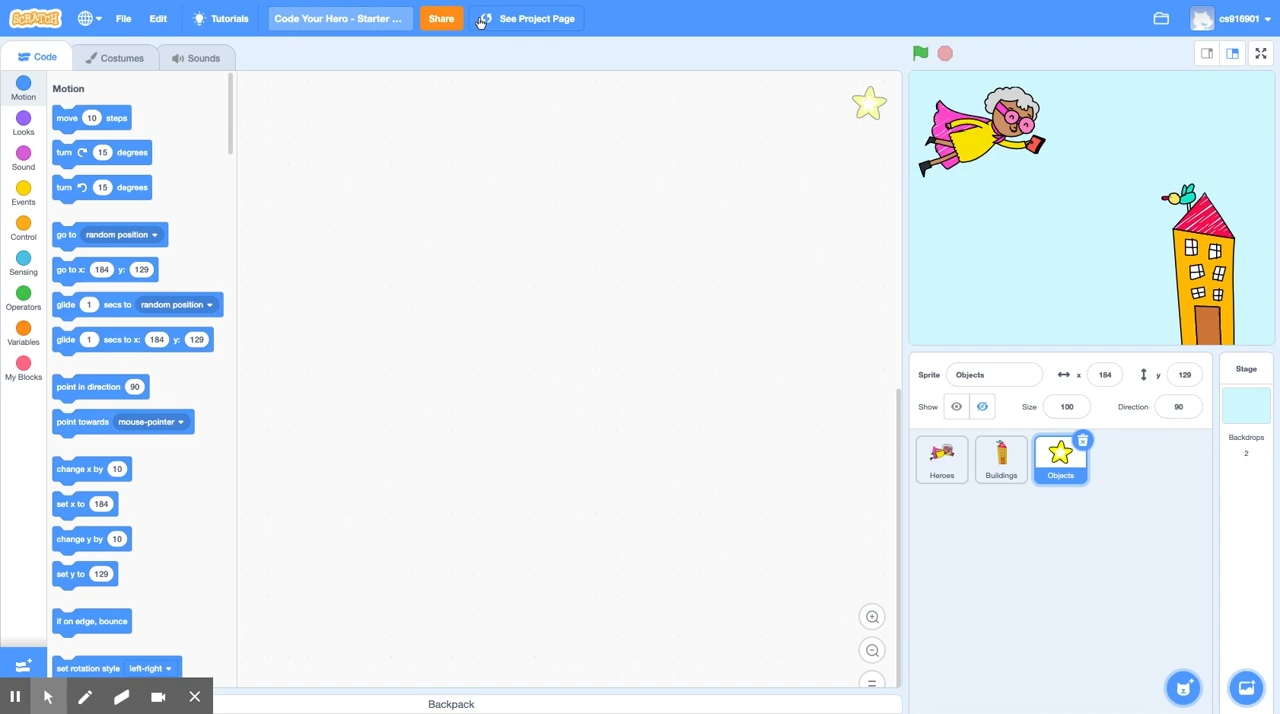 SCRATCH File Edit Tutorials Code Your Hero - Starter ... Share See Project Page cs916901
Code Costumes Sounds
Motion
Looks
Sound
Events
Control
Sensing
Operators
Variables
My Blocks
Motion
move 10 steps
turn 15 degrees
turn 15 degrees
go to random position
go to x: 184 y: 129
glide 1 secs to random position
glide 1 secs to x: 184 y: 129
point in direction 90
point towards mouse-pointer
change x by 10
set x to 184
change y by 10
set y to 129
if on edge, bounce
set rotation style left-right
Backpack
Sprite Objects x 184 y 129
Show Size 100 Direction 90
Heroes Buildings Objects
Stage
Backdrops
2